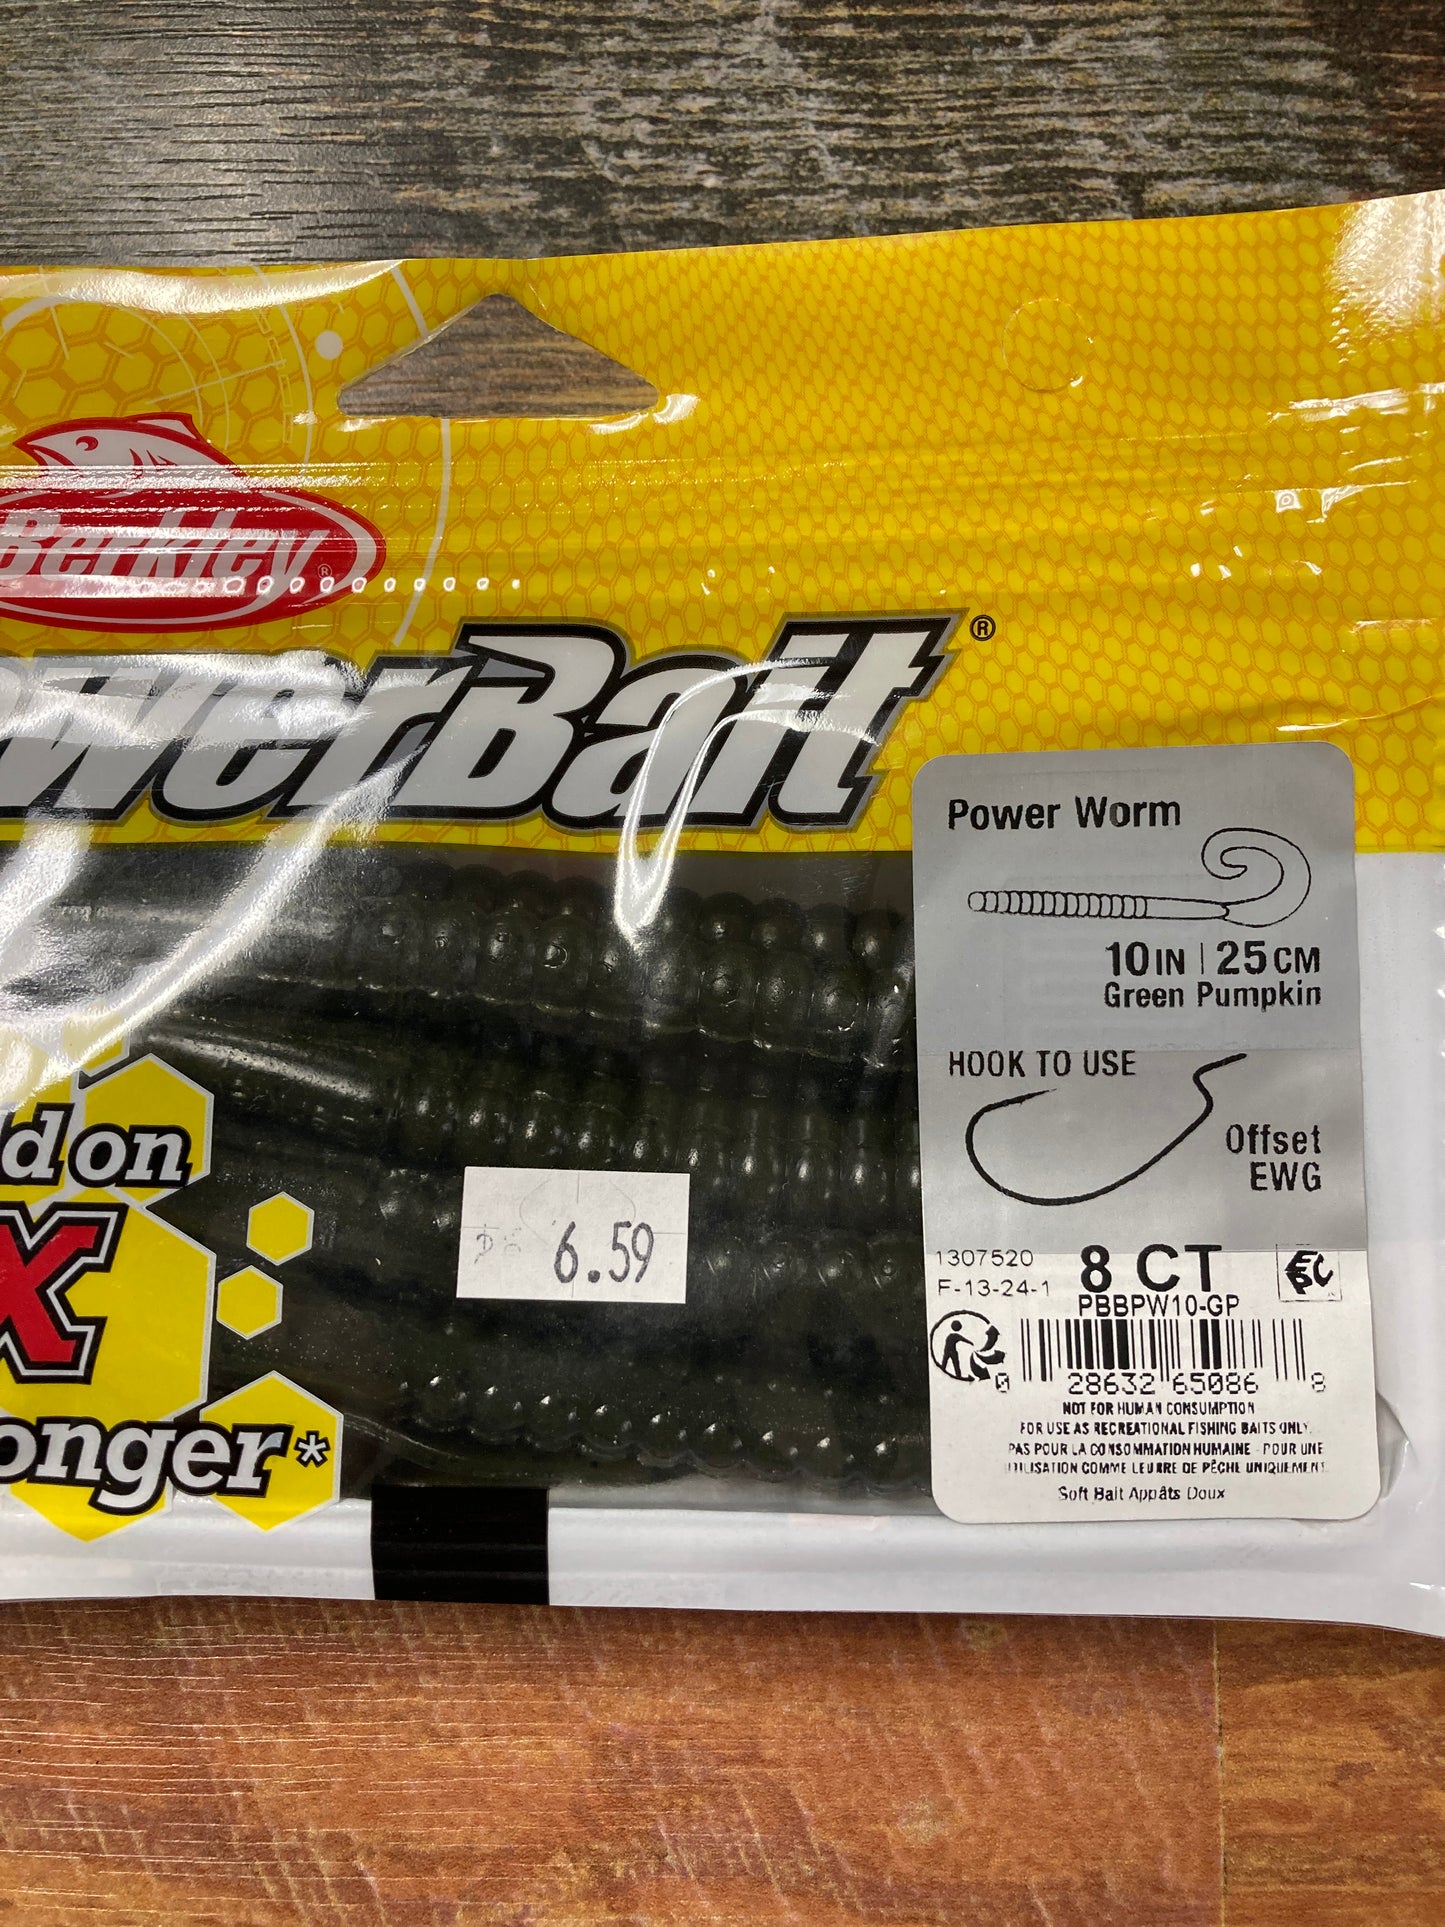 Berkley®
owerBait®
Power Worm
10IN | 25CM
Green Pumpkin
HOOK TO USE
Offset
EWG
d on
X
onger*
6.59
1307520
8 CT
F-13-24-1
PBBPW10-GP
0 28632 65086 8
NOT FOR HUMAN CONSUMPTION
FOR USE AS RECREATIONAL FISHING BAITS ONLY.
PAS POUR LA CONSOMMATION HUMAINE - POUR UNE
UTILISATION COMME LEURRE DE PÊCHE UNIQUEMENT.
Soft Bait Appâts Doux